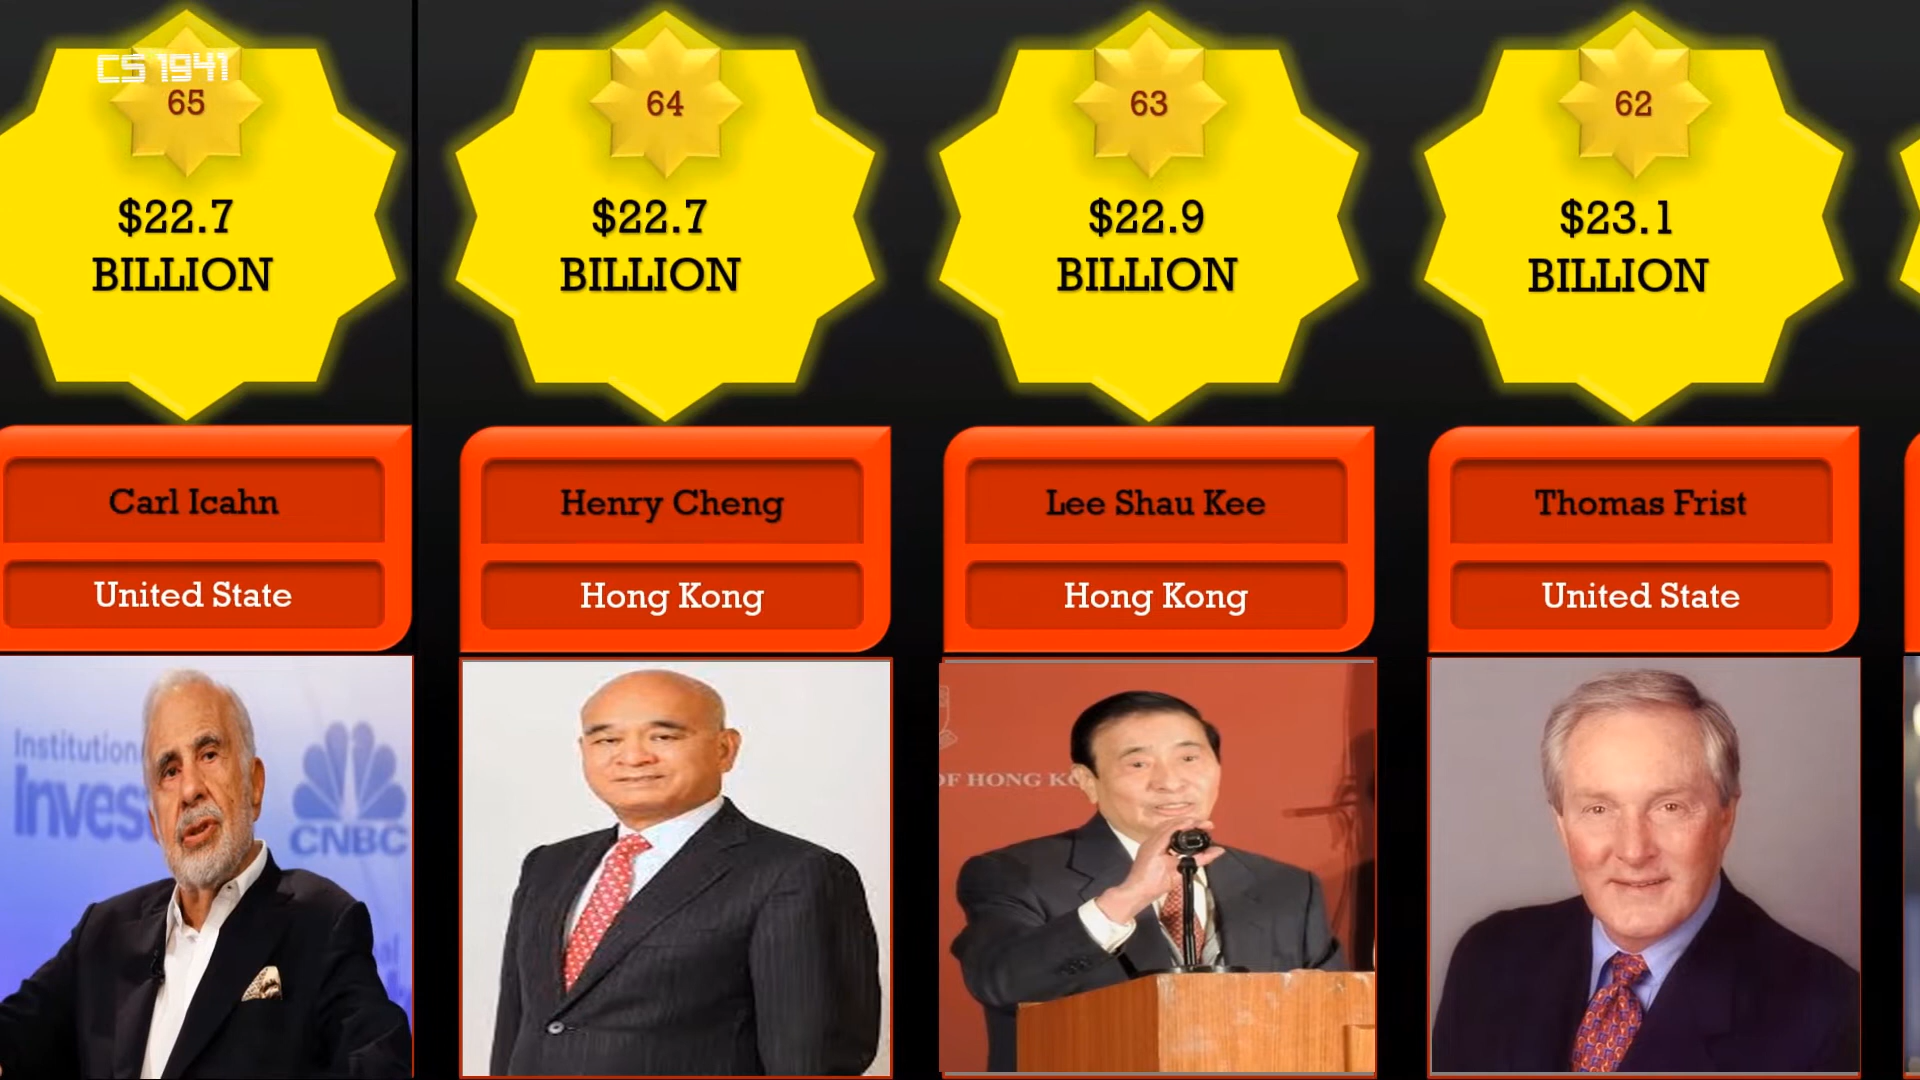 CS 1941
65
$22.7
BILLION
Carl Icahn
United State
Institution
Inves
CNBC
64
$22.7
BILLION
Henry Cheng
Hong Kong
63
$22.9
BILLION
Lee Shau Kee
Hong Kong
OF HONG KO
62
$23.1
BILLION
Thomas Frist
United State